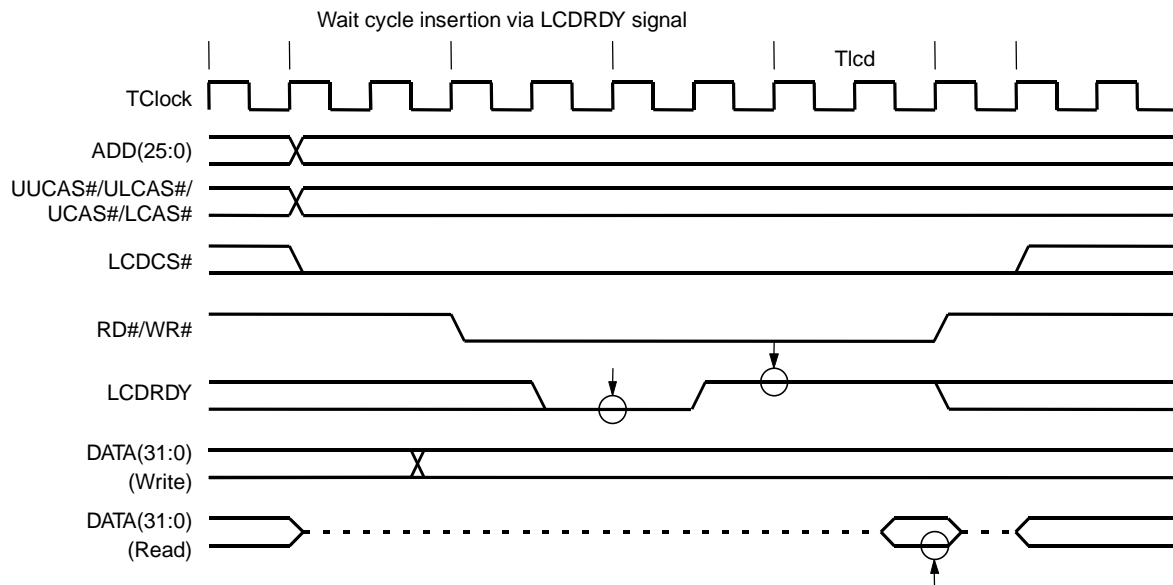 Wait cycle insertion via LCDRDY signal
Tlcd
TClock
ADD(25:0)
UUCAS#/ULCAS#/
UCAS#/LCAS#
LCDCS#
RD#/WR#
LCDRDY
DATA(31:0)
(Write)
DATA(31:0)
(Read)